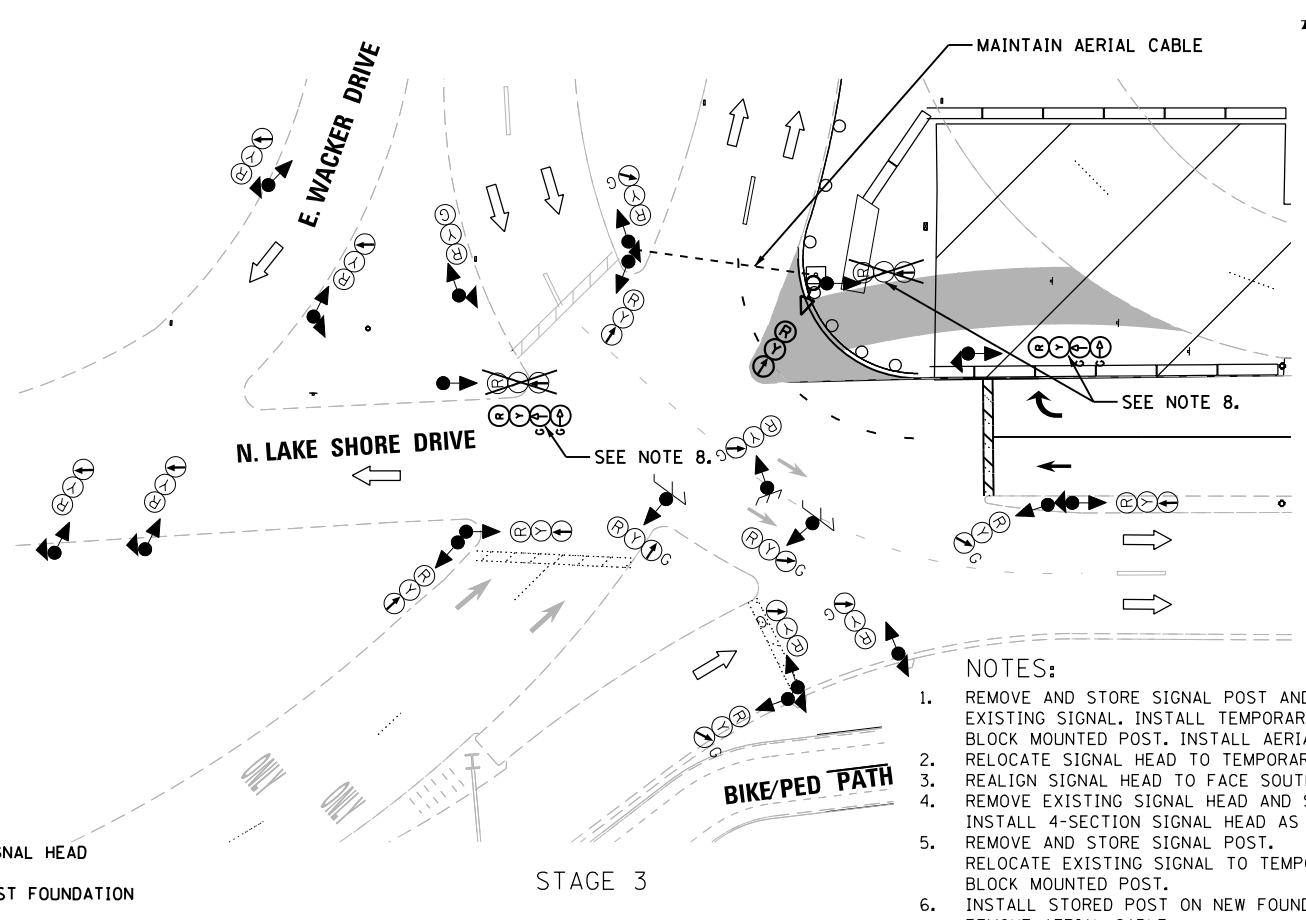 MAINTAIN AERIAL CABLE
E. WACKER DRIVE
SEE NOTE 8.
N. LAKE SHORE DRIVE
SEE NOTE 8.
ONLY
ONLY
BIKE/PED PATH
NOTES:
1. REMOVE AND STORE SIGNAL POST AND
EXISTING SIGNAL. INSTALL TEMPORAR
BLOCK MOUNTED POST. INSTALL AERIA
2. RELOCATE SIGNAL HEAD TO TEMPORAR
3. REALIGN SIGNAL HEAD TO FACE SOUTH
4. REMOVE EXISTING SIGNAL HEAD AND S
INSTALL 4-SECTION SIGNAL HEAD AS
5. REMOVE AND STORE SIGNAL POST.
RELOCATE EXISTING SIGNAL TO TEMPO
BLOCK MOUNTED POST.
6. INSTALL STORED POST ON NEW FOUND
GNAL HEAD
ST FOUNDATION
STAGE 3